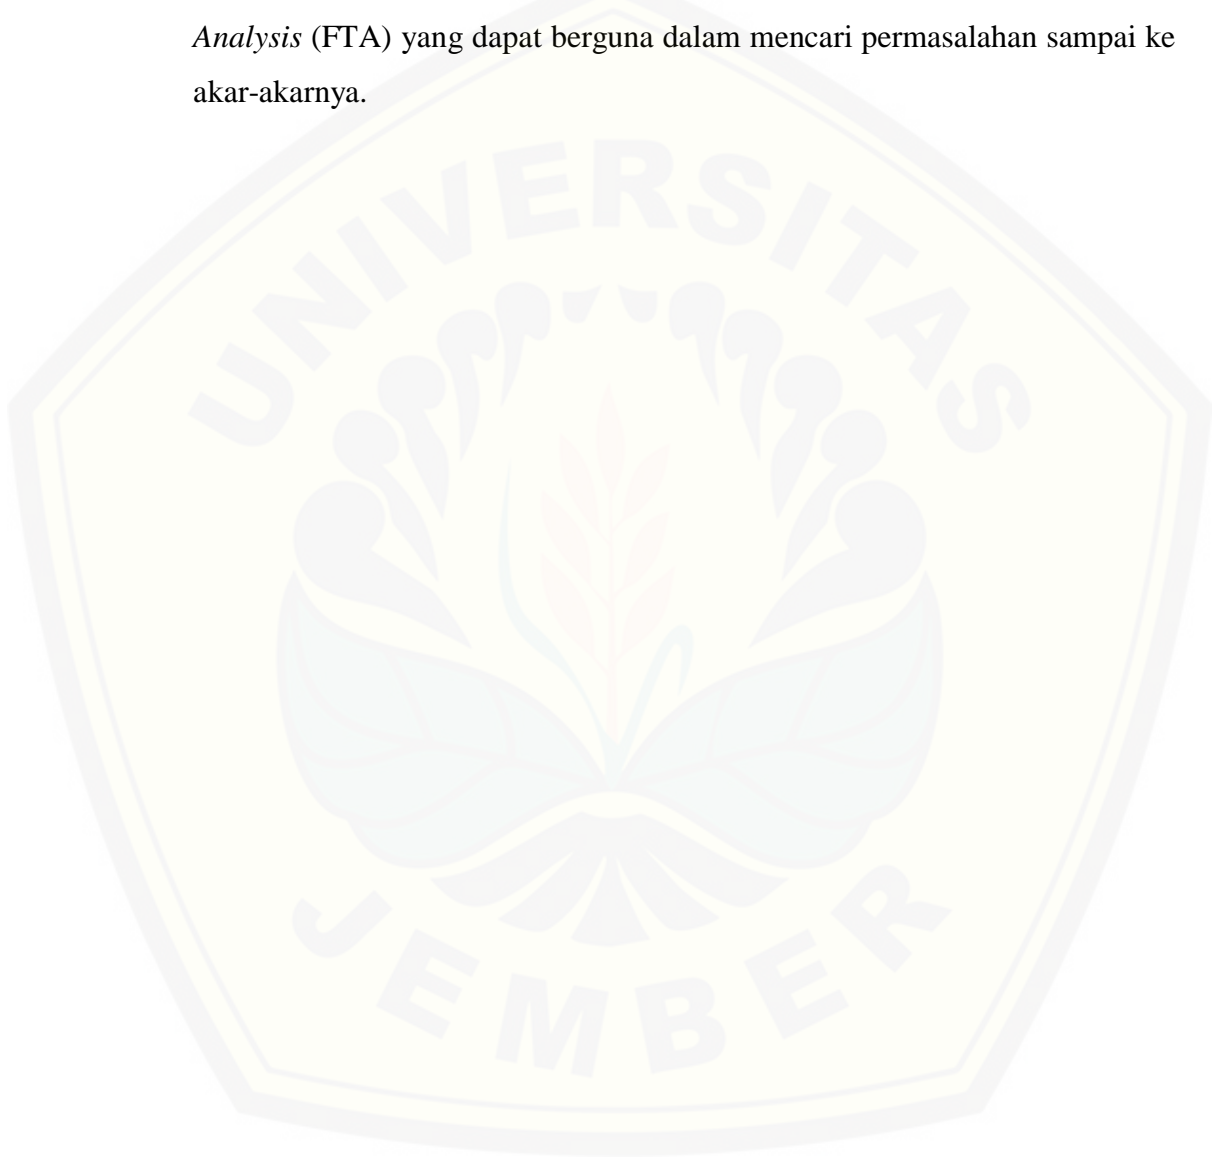 Analysis (FTA) yang dapat berguna dalam mencari permasalahan sampai ke
akar-akarnya.
UNIVERSITAS
JEMBER